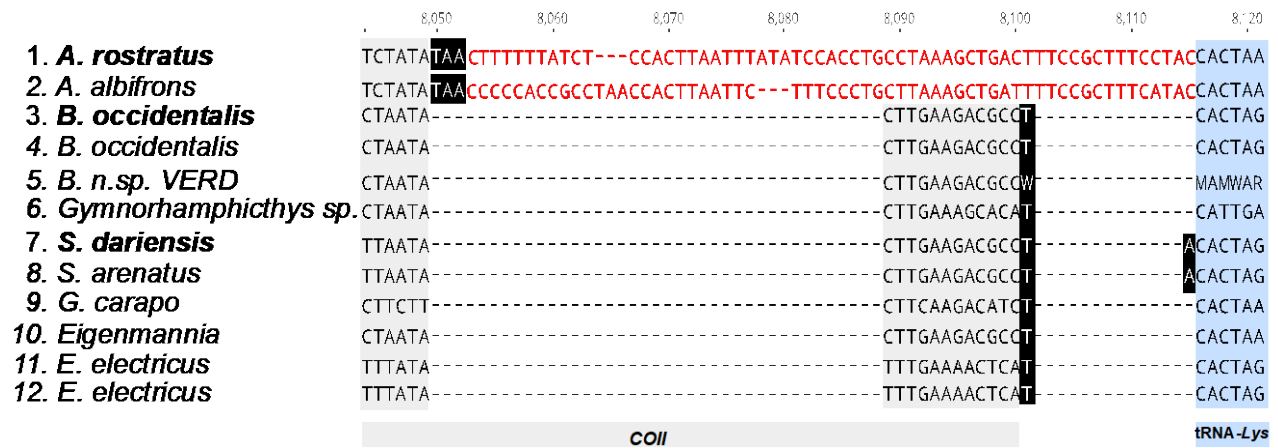 8,050 8,060 8,070 8,080 8,090 8,100 8,110 8,120
1. A. rostratus TCTATATAACTTTTTTATCT---CCACTTAATTTATATCCACCTGCCTAAAGCTGACTTTCCGCTTTCCTACCACTAA
2. A. albifrons TCTATATAACCCCCACCGCCTAACCACTTAATTC---TTTCCCTGCTTAAAGCTGATTTTCCGCTTTCATACCACTAA
3. B. occidentalis CTAATA---------------------------------------CTTGAAGACGCCT--------------CACTAG
4. B. occidentalis CTAATA---------------------------------------CTTGAAGACGCCT--------------CACTAG
5. B. n.sp. VERD CTAATA---------------------------------------CTTGAAGACGCCW--------------MAMWAR
6. Gymnorhamphicthys sp. CTAATA---------------------------------------CTTGAAAGCACAT--------------CATTGA
7. S. dariensis TTAATA---------------------------------------CTTGAAGACGCCT-------------ACACTAG
8. S. arenatus TTAATA---------------------------------------CTTGAAGACGCCT-------------ACACTAG
9. G. carapo CTTCTT---------------------------------------CTTCAAGACATCT--------------CACTAA
10. Eigenmannia CTAATA---------------------------------------CTTGAAGACGCCT--------------CACTAA
11. E. electricus TTTATA---------------------------------------TTTGAAAACTCAT--------------CACTAG
12. E. electricus TTTATA---------------------------------------TTTGAAAACTCAT--------------CACTAG
COII tRNA-Lys